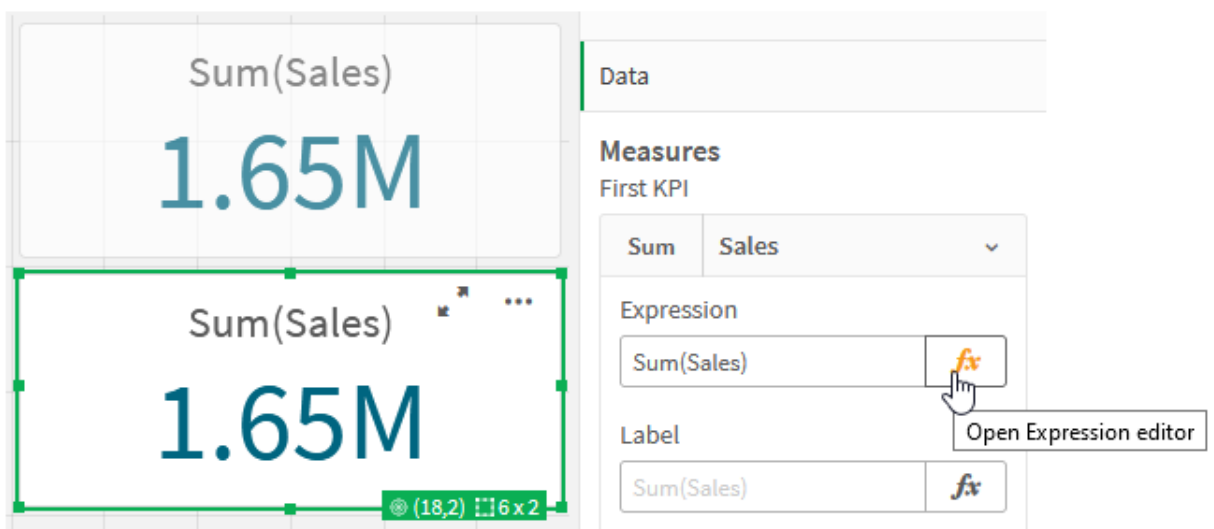 Sum(Sales)
1.65M
Sum(Sales)
1.65M
(18,2) 6 x 2
Data
Measures
First KPI
Sum Sales
Expression
Sum(Sales) fx
Open Expression editor
Label
Sum(Sales) fx